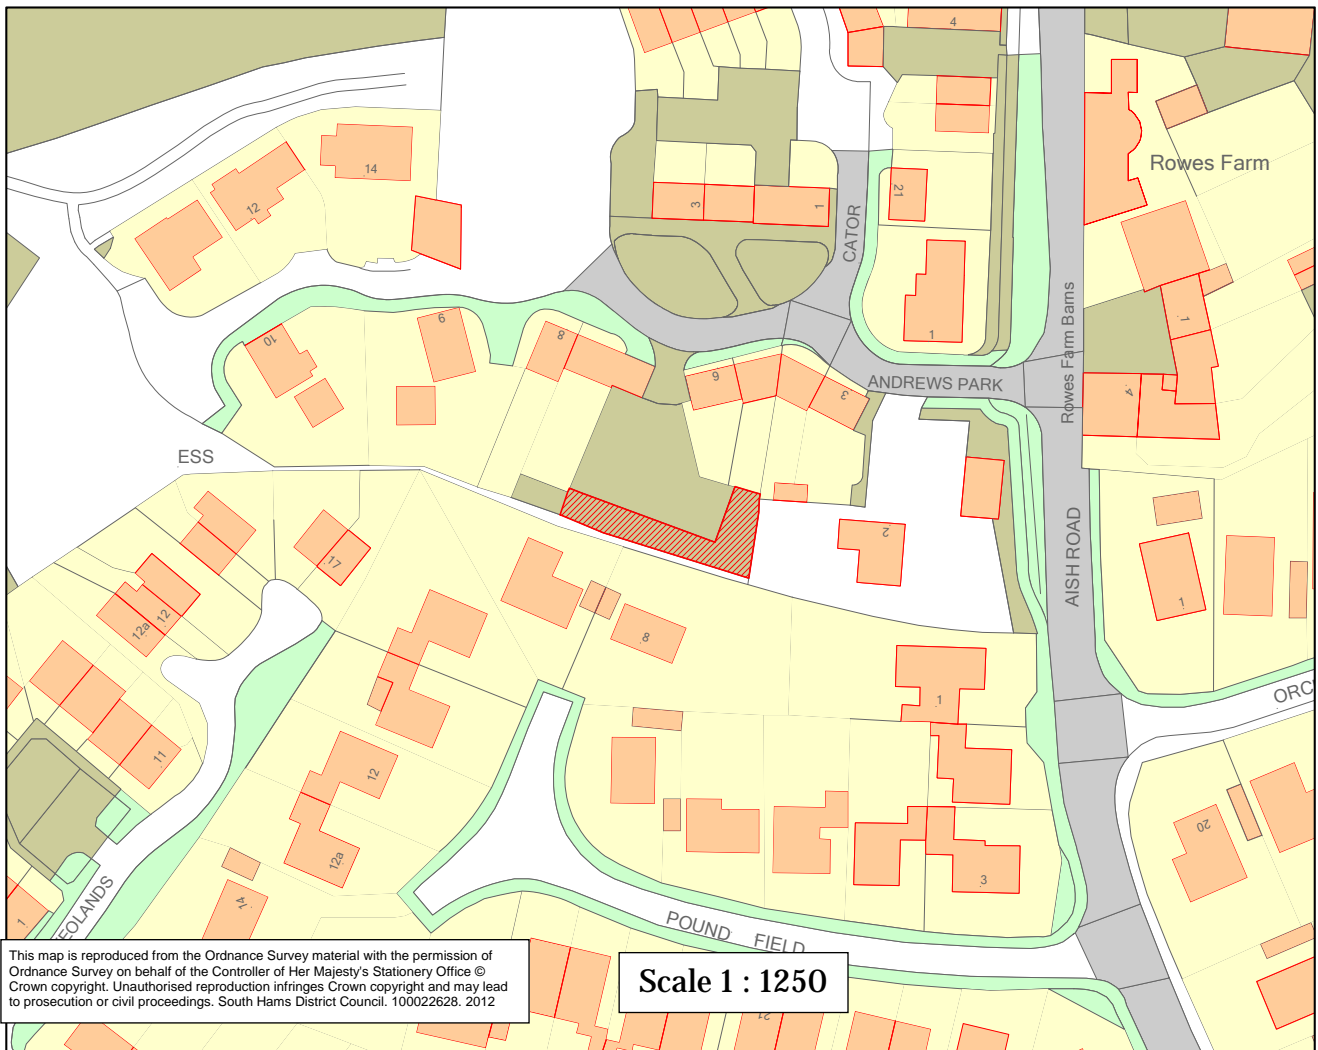 4
14
12
Rowes Farm
21
3
1
CATOR
1
1
Rowes Farm Barns
9
10
8
6
3
ANDREWS PARK
4
ESS
2
AISH ROAD
17
1
12
12a
8
1
ORC
11
12
20
12a
3
14
1
EOLANDS
POUND FIELD
This map is reproduced from the Ordnance Survey material with the permission of
Ordnance Survey on behalf of the Controller of Her Majesty's Stationery Office ©
Crown copyright. Unauthorised reproduction infringes Crown copyright and may lead
to prosecution or civil proceedings. South Hams District Council. 100022628. 2012
Scale 1 : 1250
21